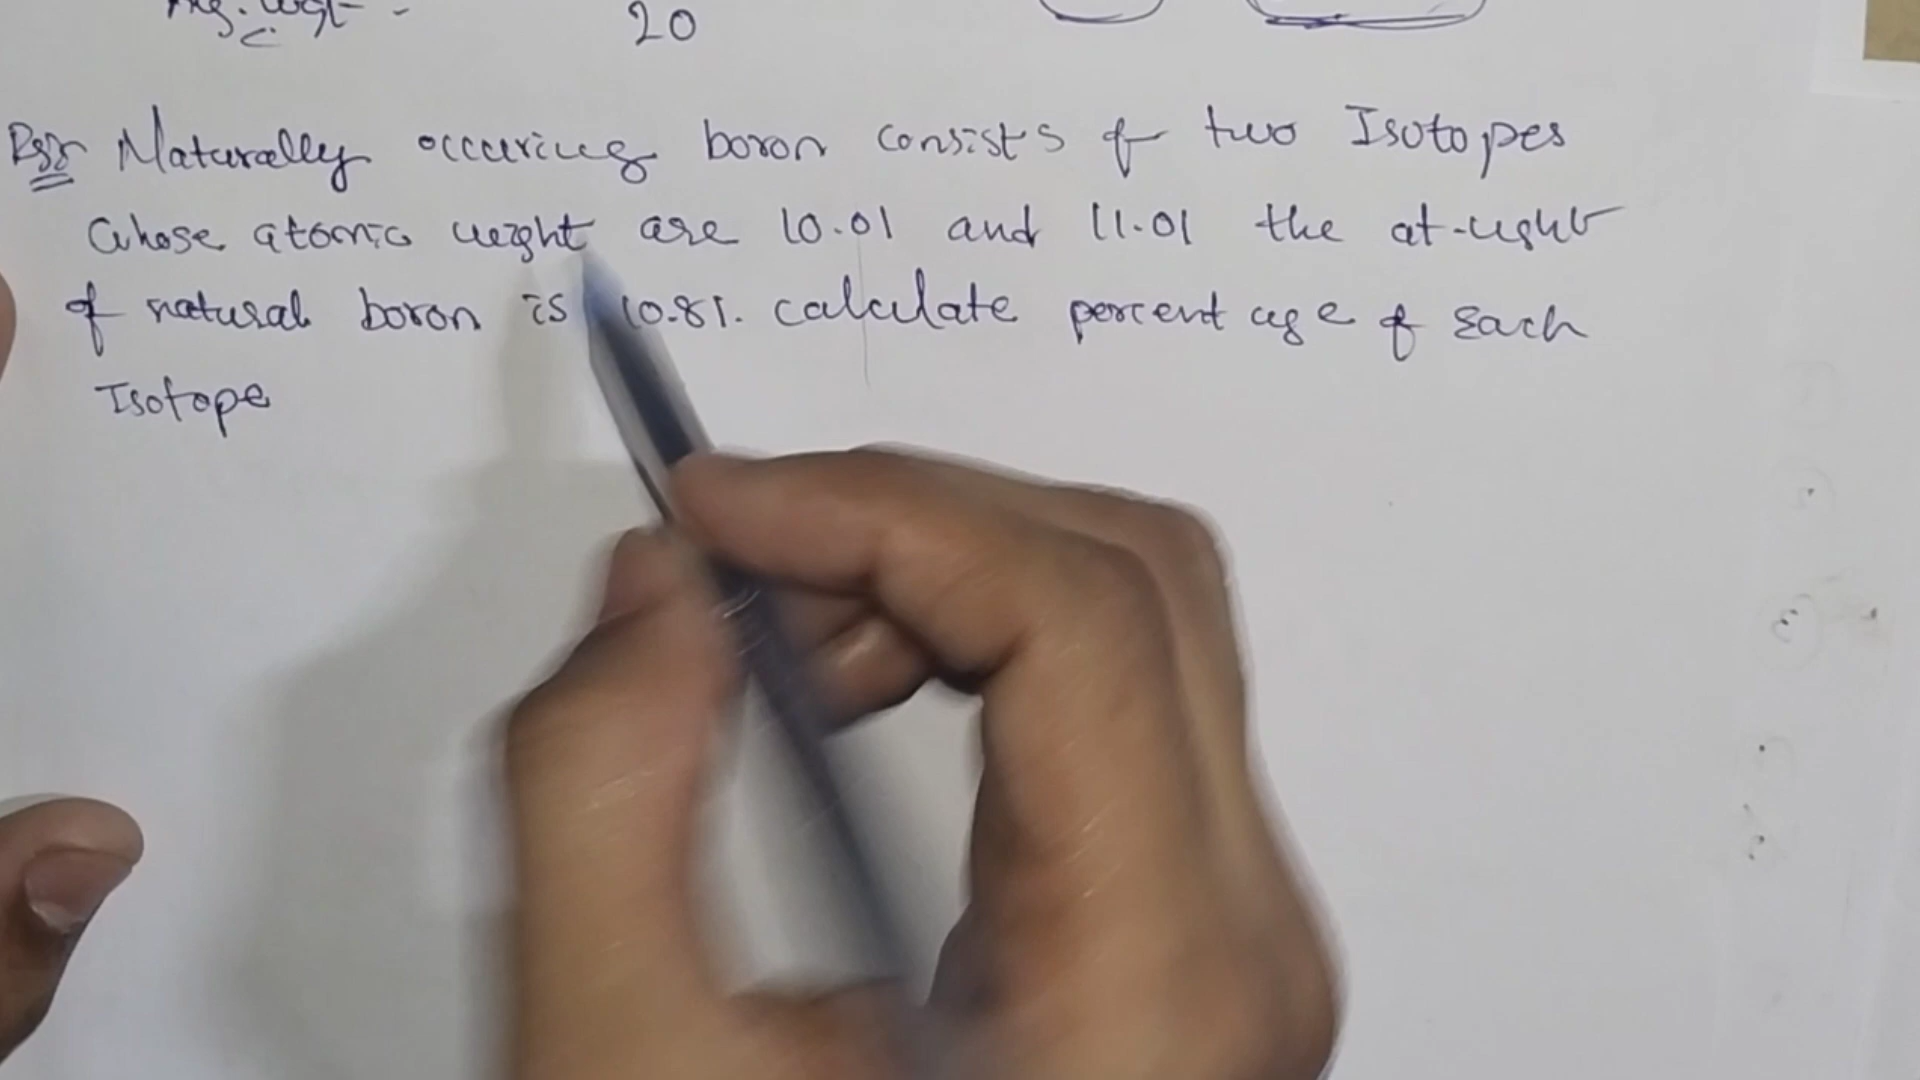 20
Naturally occuring boron consists of two Isotopes
whose atomic weight are 10.01 and 11.01 the at-wght
of natural boron is 10.81. calculate percentage of Each
Isotope